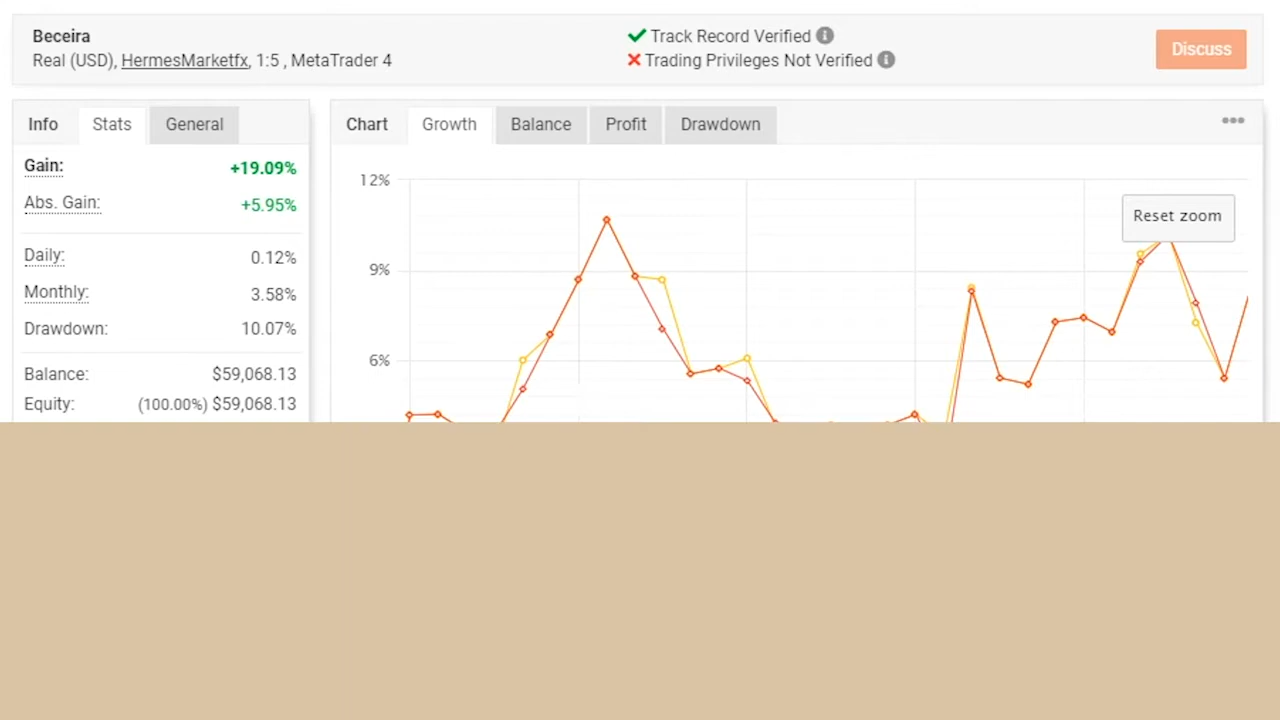 Beceira
Real (USD), HermesMarketfx, 1:5 , MetaTrader 4
Track Record Verified
Trading Privileges Not Verified
Discuss
Info Stats General
Gain: +19.09%
Abs. Gain: +5.95%
Daily: 0.12%
Monthly: 3.58%
Drawdown: 10.07%
Balance: $59,068.13
Equity: (100.00%) $59,068.13
Chart Growth Balance Profit Drawdown
12%
Reset zoom
9%
6%